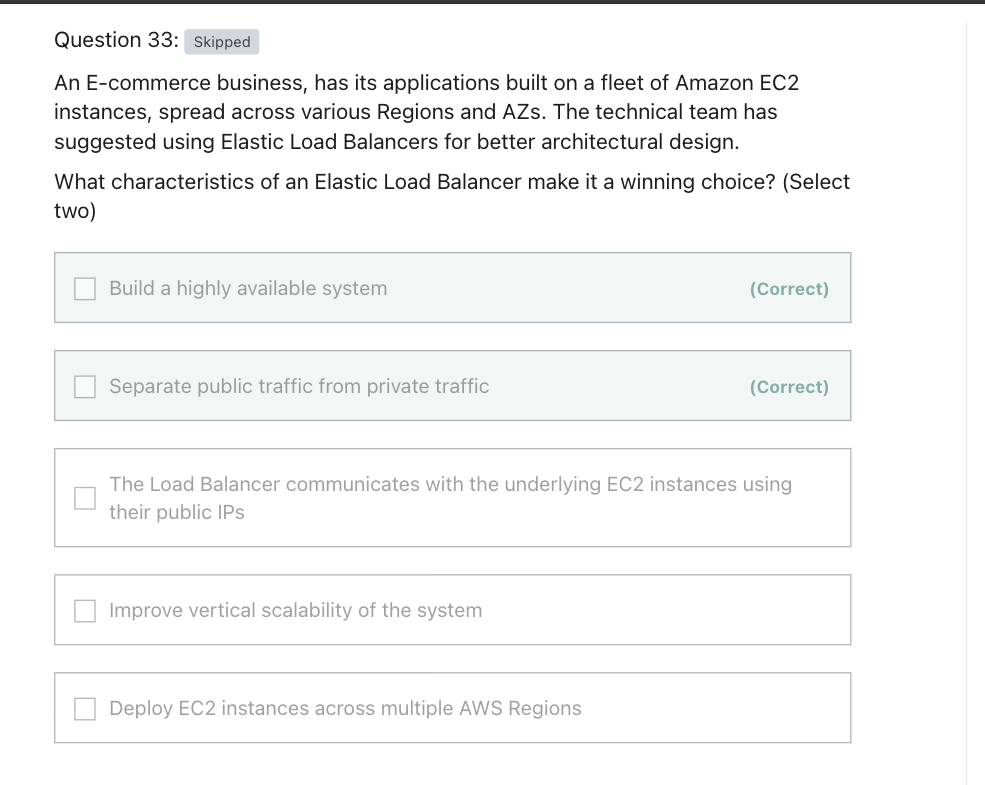 Question 33: Skipped
An E-commerce business, has its applications built on a fleet of Amazon EC2
instances, spread across various Regions and AZs. The technical team has
suggested using Elastic Load Balancers for better architectural design.
What characteristics of an Elastic Load Balancer make it a winning choice? (Select
two)
Build a highly available system (Correct)
Separate public traffic from private traffic (Correct)
The Load Balancer communicates with the underlying EC2 instances using
their public IPs
Improve vertical scalability of the system
Deploy EC2 instances across multiple AWS Regions